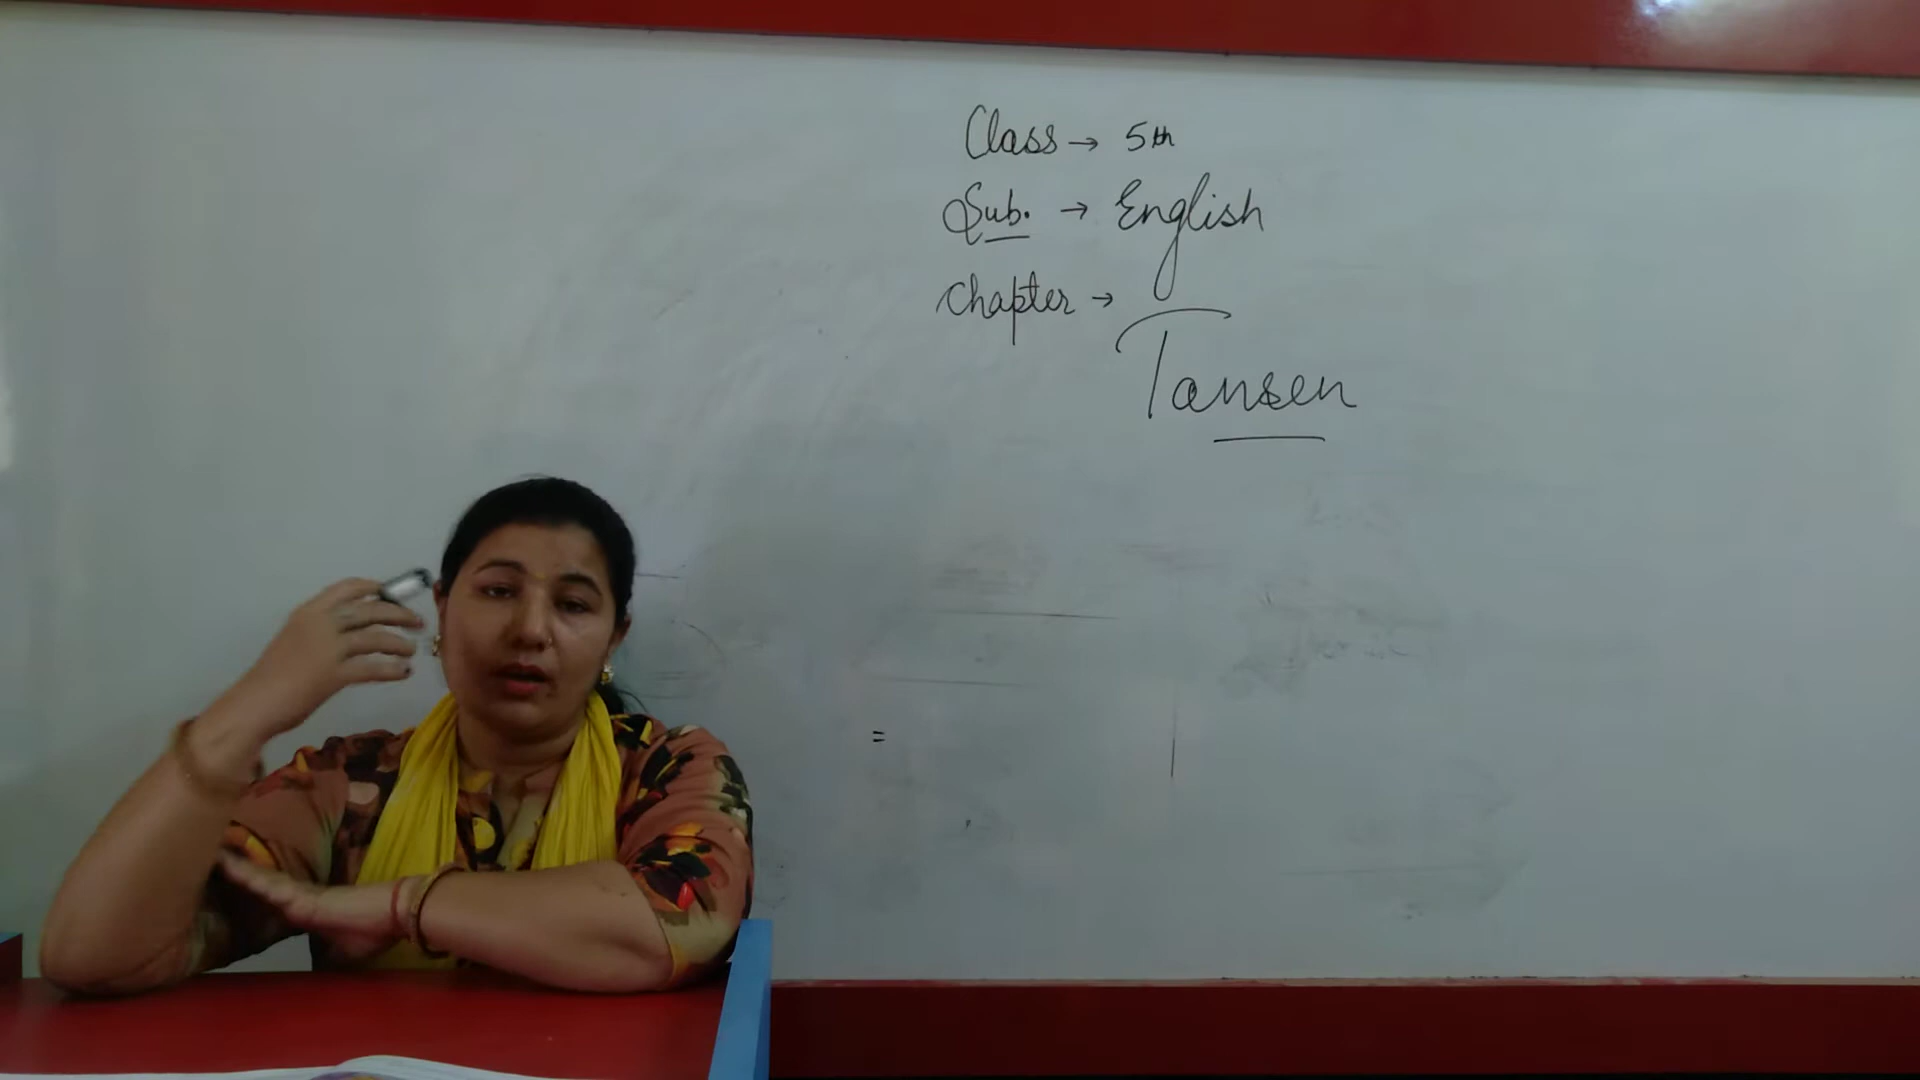 Class → 5th
Sub. → English
Chapter →
Tansen
=